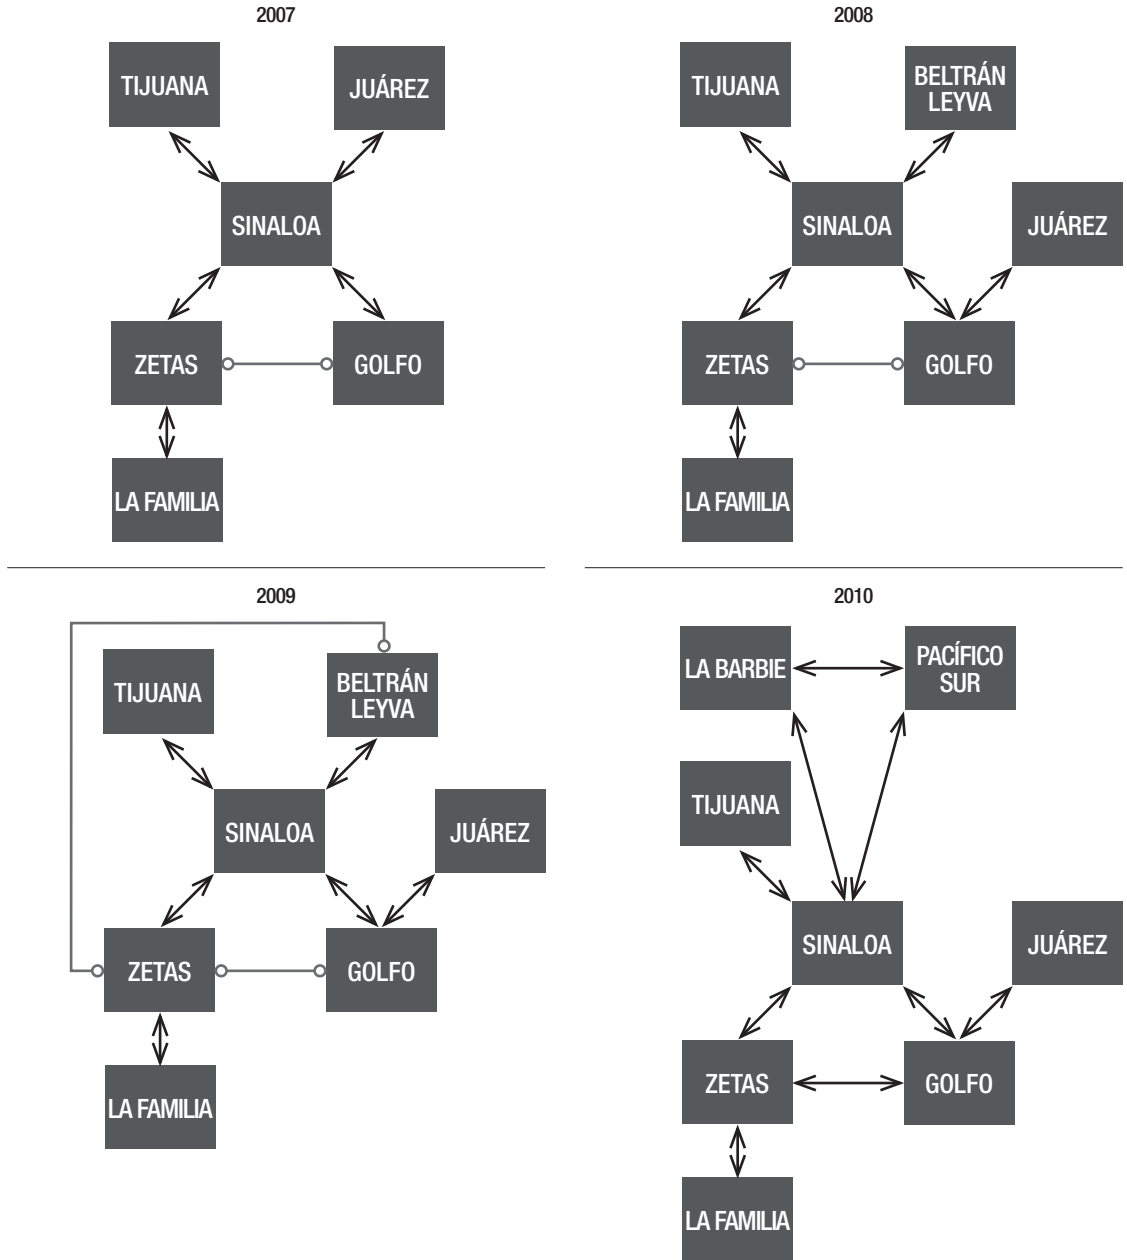 2007
TIJUANA
JUÁREZ
SINALOA
ZETAS
GOLFO
LA FAMILIA
2008
TIJUANA
BELTRÁN
LEYVA
SINALOA
JUÁREZ
ZETAS
GOLFO
LA FAMILIA
2009
TIJUANA
BELTRÁN
LEYVA
SINALOA
JUÁREZ
ZETAS
GOLFO
LA FAMILIA
2010
LA BARBIE
PACÍFICO
SUR
TIJUANA
SINALOA
JUÁREZ
ZETAS
GOLFO
LA FAMILIA